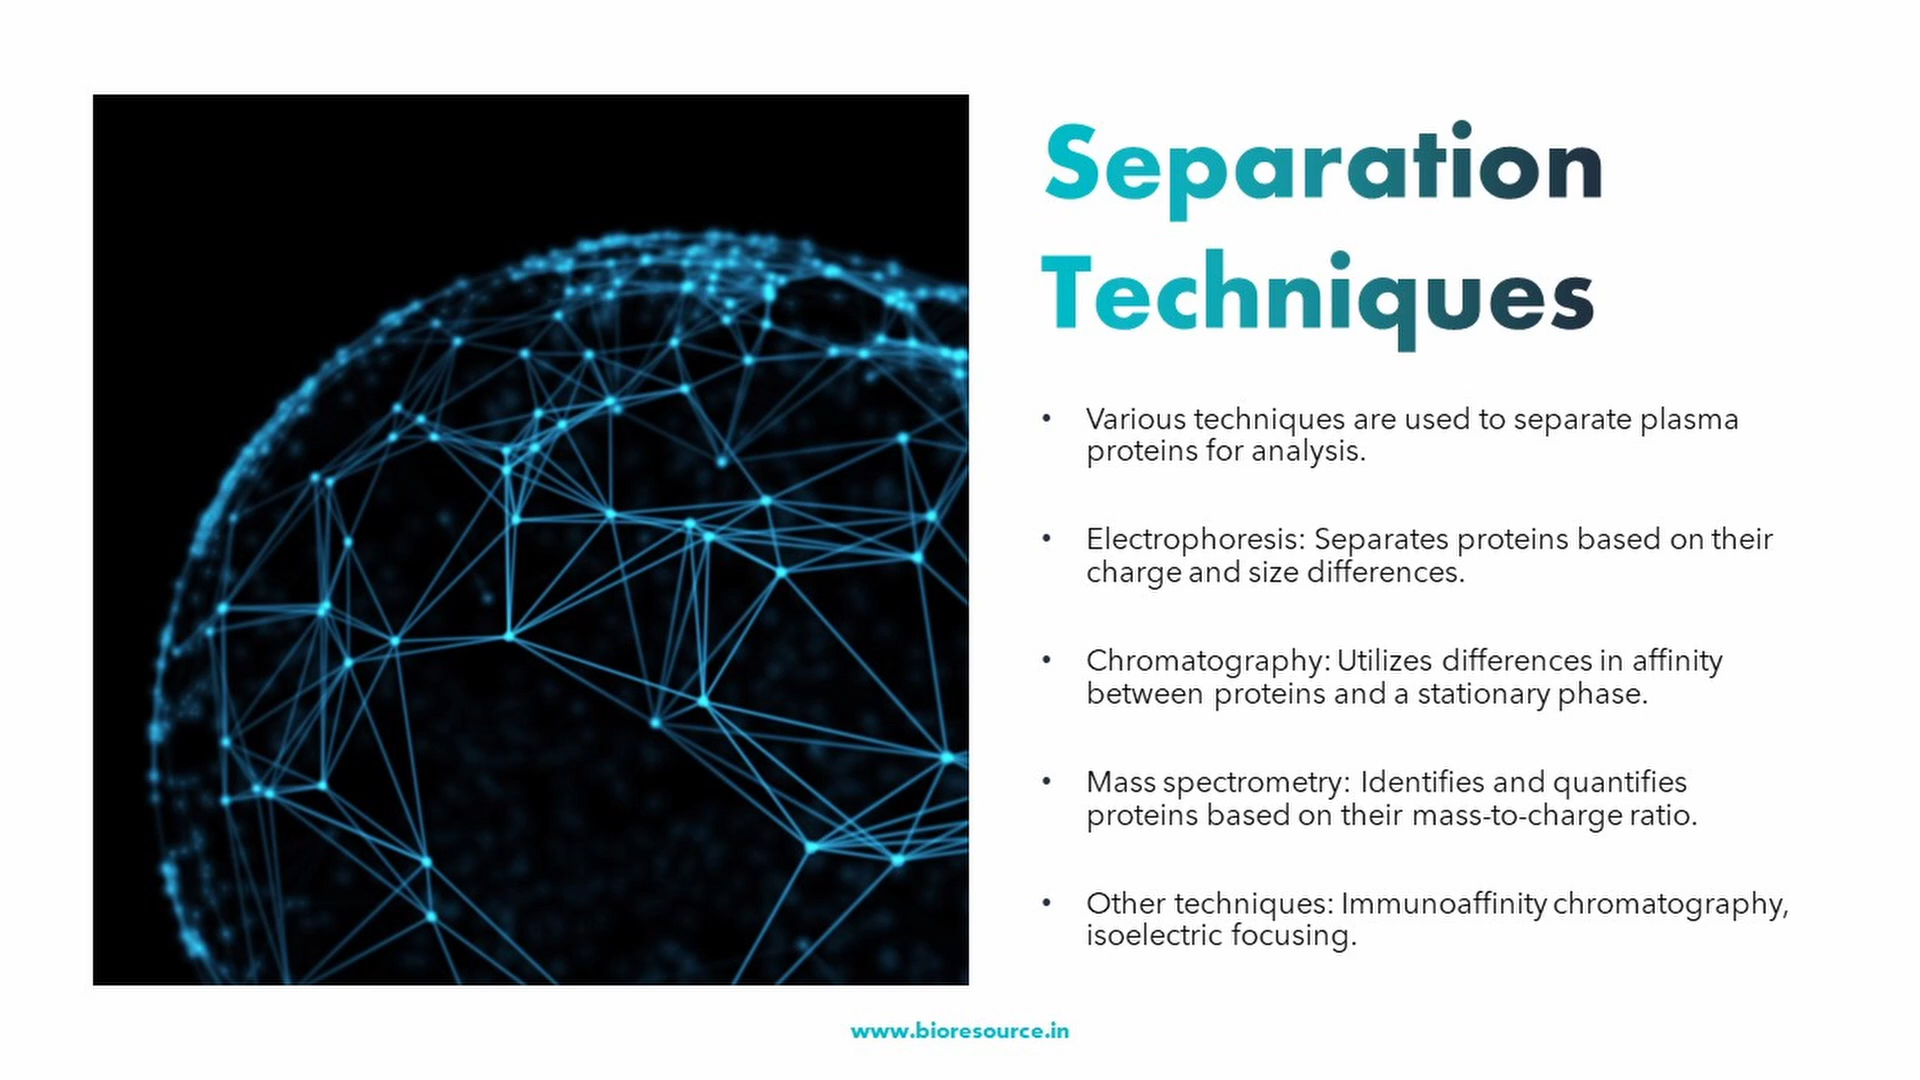 Separation
Techniques
• Various techniques are used to separate plasma
proteins for analysis.
• Electrophoresis: Separates proteins based on their
charge and size differences.
• Chromatography: Utilizes differences in affinity
between proteins and a stationary phase.
• Mass spectrometry: Identifies and quantifies
proteins based on their mass-to-charge ratio.
• Other techniques: Immunoaffinity chromatography,
isoelectric focusing.
www.bioresource.in